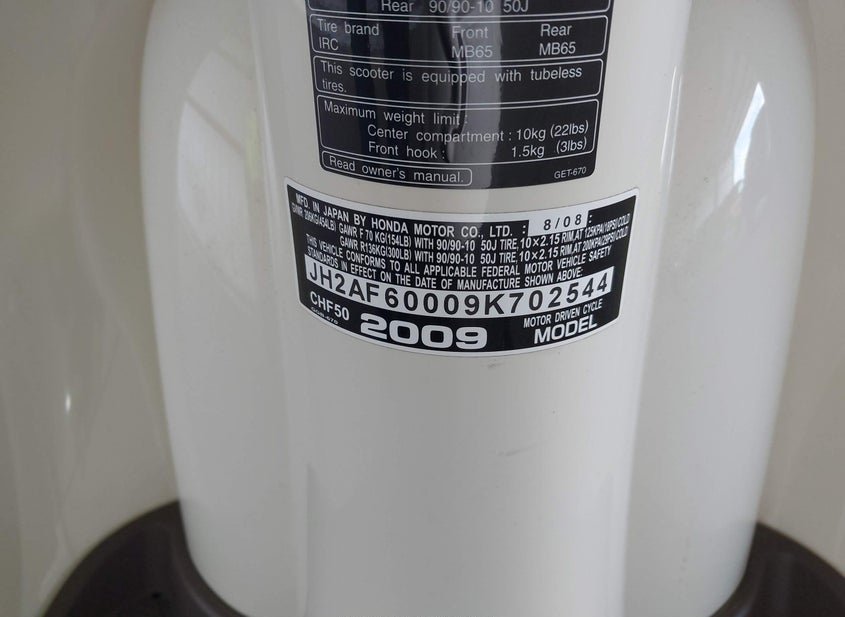 Rear 90/90-10 50J
Tire brand Front Rear
IRC MB65 MB65
This scooter is equipped with tubeless
tires.
Maximum weight limit:
Center compartment : 10kg (22lbs)
Front hook : 1.5kg (3lbs)
Read owner's manual.
GET-670
MFD. IN JAPAN BY HONDA MOTOR CO., LTD. : 8/08 :
GVWR 206KG(454LB) GAWR F 70 KG(154LB) WITH 90/90-10 50J TIRE, 10×2.15 RIM, AT 125KPA(18PSI)COLD
GAWR R136KG(300LB) WITH 90/90-10 50J TIRE, 10×2.15 RIM, AT 200KPA(29PSI)COLD
THIS VEHICLE CONFORMS TO ALL APPLICABLE FEDERAL MOTOR VEHICLE SAFETY
STANDARDS IN EFFECT ON THE DATE OF MANUFACTURE SHOWN ABOVE:
JH2AF60009K702544
CHF50 MOTOR DRIVEN CYCLE
2009 MODEL